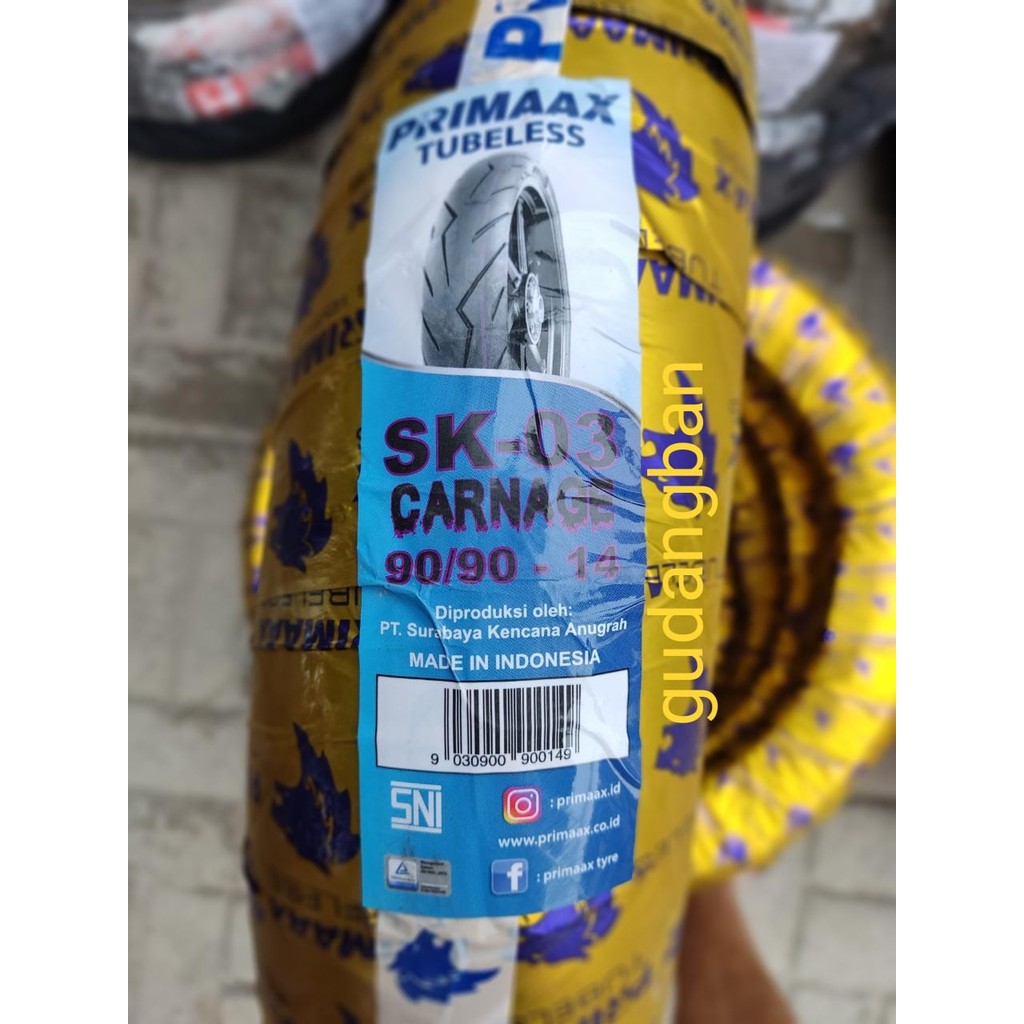 PRIMAAX
TUBELESS
SK-03
CARNAGE
90/90 - 14
Diproduksi oleh:
PT. Surabaya Kencana Anugrah
MADE IN INDONESIA
9 030900 900149
SNI
: primaax.id
www.primaax.co.id
: primaax tyre
gudangban